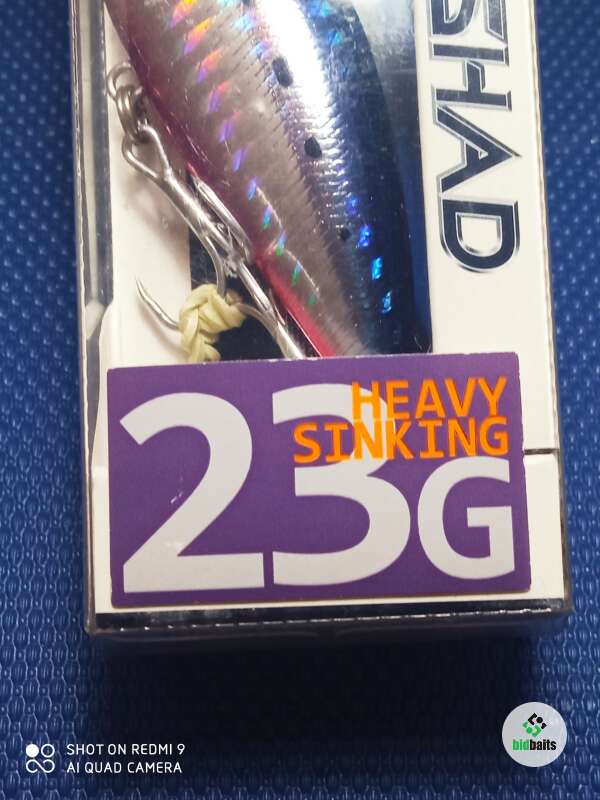 SHAD
HEAVY
SINKING
23G
bidbaits
SHOT ON REDMI 9
AI QUAD CAMERA